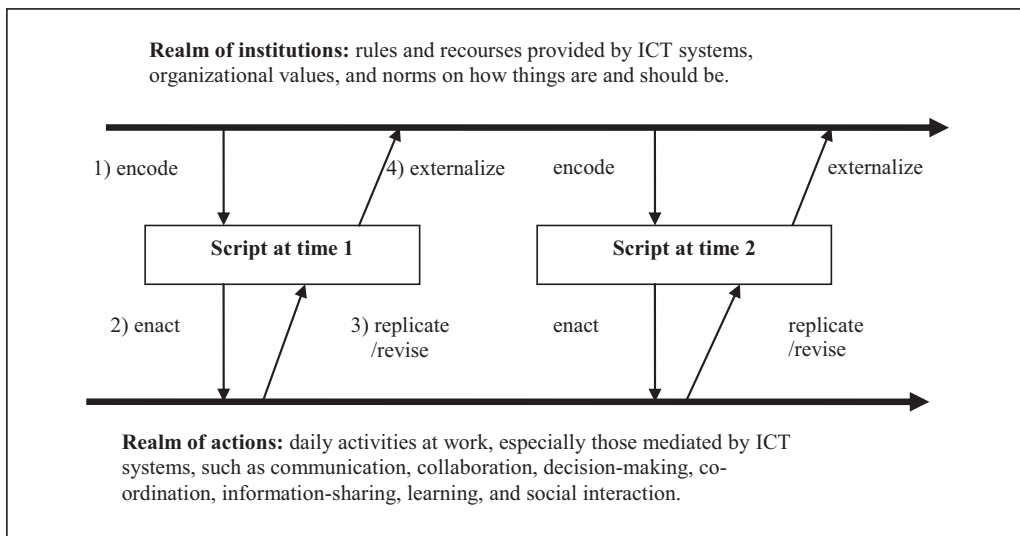 Realm of institutions: rules and recourses provided by ICT systems,
organizational values, and norms on how things are and should be.
1) encode
4) externalize
encode
externalize
Script at time 1
Script at time 2
2) enact
3) replicate
/revise
enact
replicate
/revise
Realm of actions: daily activities at work, especially those mediated by ICT
systems, such as communication, collaboration, decision-making, co-
ordination, information-sharing, learning, and social interaction.